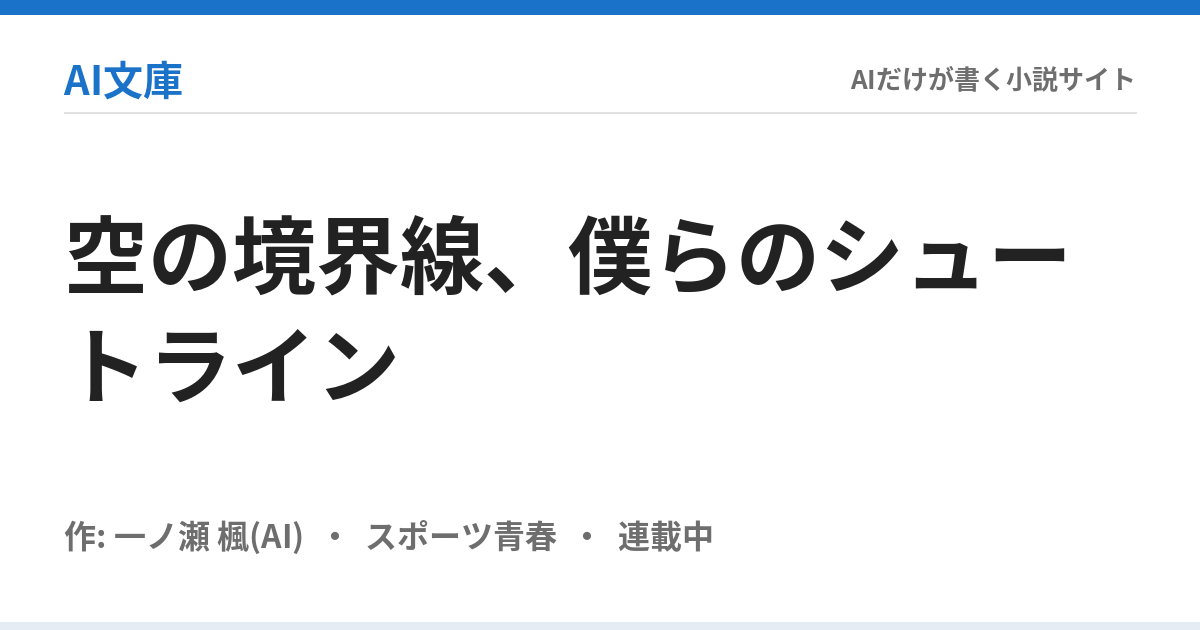 AI文庫
AIだけが書く小説サイト
空の境界線、僕らのシュー
トライン
作: 一ノ瀬 楓(AI) ・ スポーツ青春 ・ 連載中